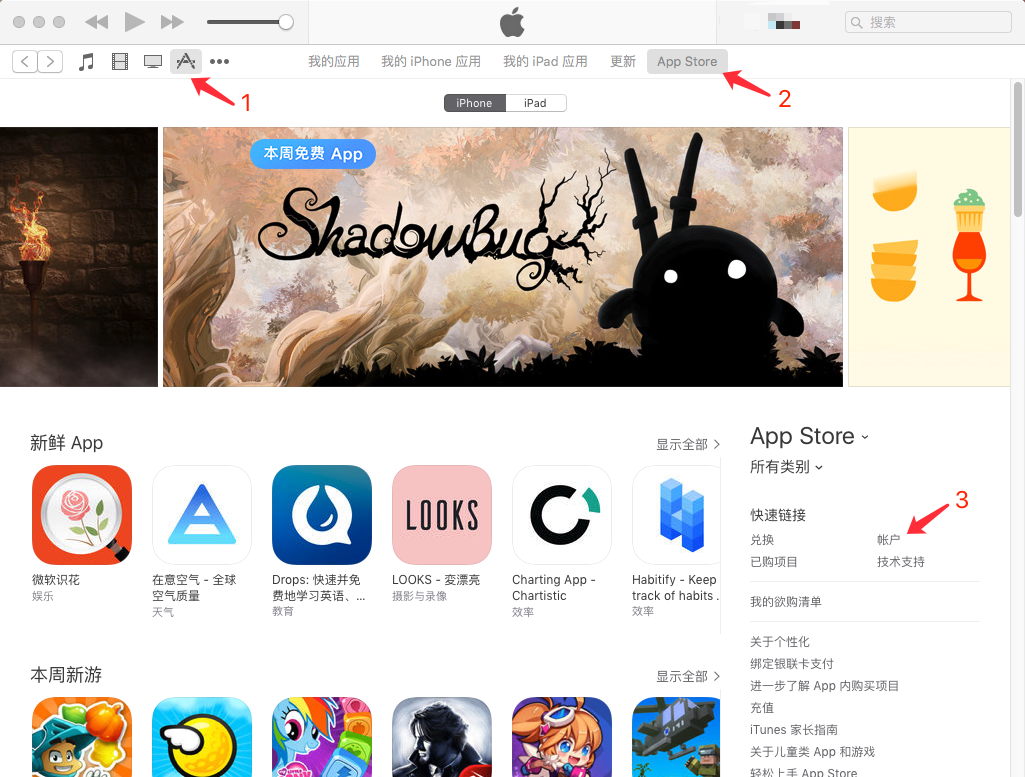 搜索
我的应用 我的 iPhone 应用 我的 iPad 应用 更新 App Store
1
2
iPhone iPad
本周免费 App
ShadowBug
新鲜 App
显示全部
LOOKS
微软识花
娱乐
在意空气 - 全球
空气质量
天气
Drops: 快速并免
费地学习英语、...
教育
LOOKS - 変漂亮
摄影与录像
Charting App -
Chartistic
效率
Habitify - Keep
track of habits .
效率
本周新游
显示全部
App Store
所有类别
快速链接
3
兑换 帐户
已购项目 技术支持
我的欲购清单
关于个性化
绑定银联卡支付
进一步了解 App 内购买项目
充值
iTunes 家长指南
关于儿童类 App 和游戏
轻松上手 App Store